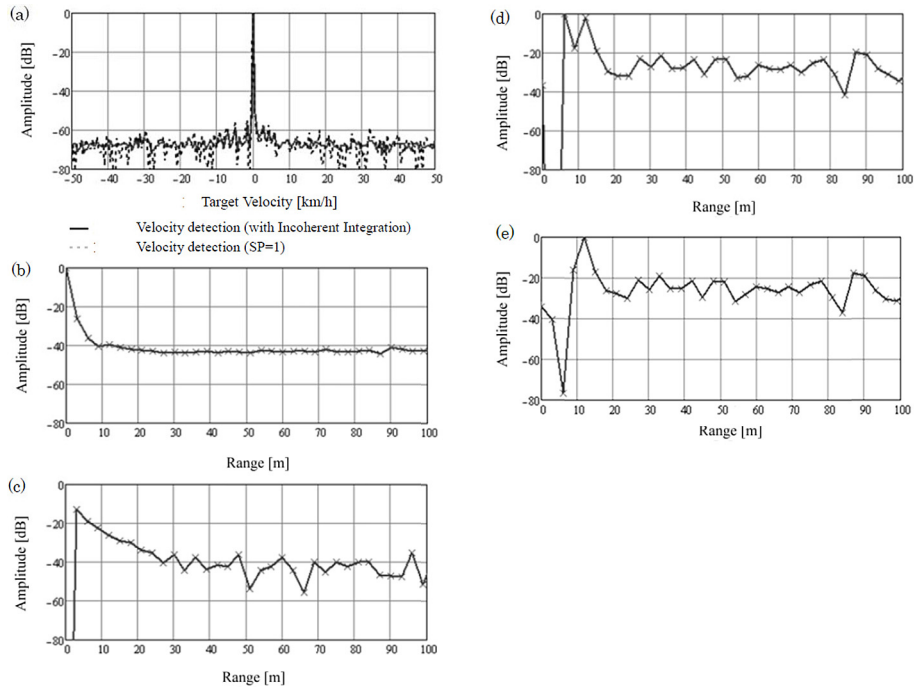 (a)
0
−20
−40
−60
−80
Amplitude [dB]
−50 −40 −30 −20 −10 0 10 20 30 40 50
Target Velocity [km/h]
Velocity detection (with Incoherent Integration)
Velocity detection (SP=1)
(b)
0
−20
−40
−60
−80
Amplitude [dB]
0 10 20 30 40 50 60 70 80 90 100
Range [m]
(c)
0
−20
−40
−60
−80
Amplitude [dB]
0 10 20 30 40 50 60 70 80 90 100
Range [m]
(d)
0
−20
−40
−60
−80
Amplitude [dB]
0 10 20 30 40 50 60 70 80 90 100
Range [m]
(e)
0
−20
−40
−60
−80
Amplitude [dB]
0 10 20 30 40 50 60 70 80 90 100
Range [m]